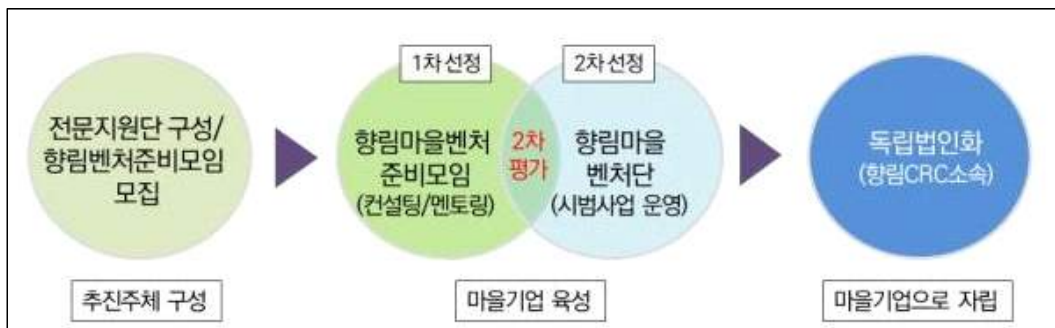 1차 선정
2차 선정
전문지원단 구성/
향림벤처준비모임
모집
향림마을벤처
준비모임
(컨설팅/멘토링)
2차
평가
향림마을
벤처단
(시범사업 운영)
독립법인화
(향림CRC소속)
추진주체 구성
마을기업 육성
마을기업으로 자립